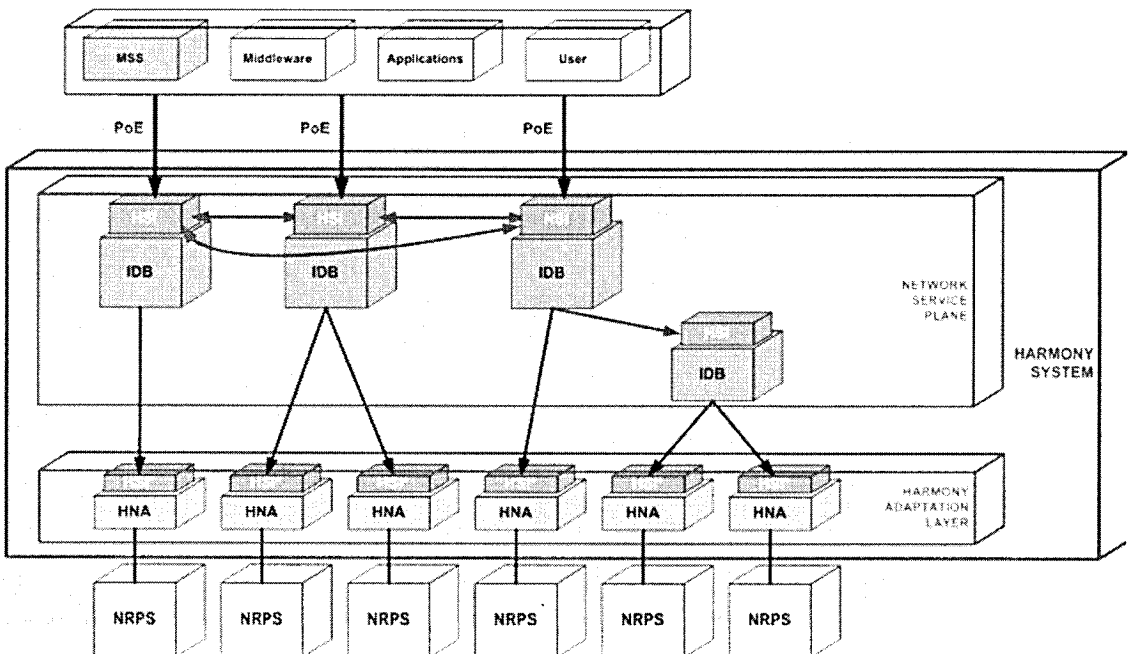 MSS Middleware Applications User
PoE PoE PoE
IDB IDB IDB
NETWORK
SERVICE
PLANE
HARMONY
SYSTEM
IDB
HNA HNA HNA HNA HNA HNA
HARMONY
ADAPTATION
LAYER
NRPS NRPS NRPS NRPS NRPS NRPS